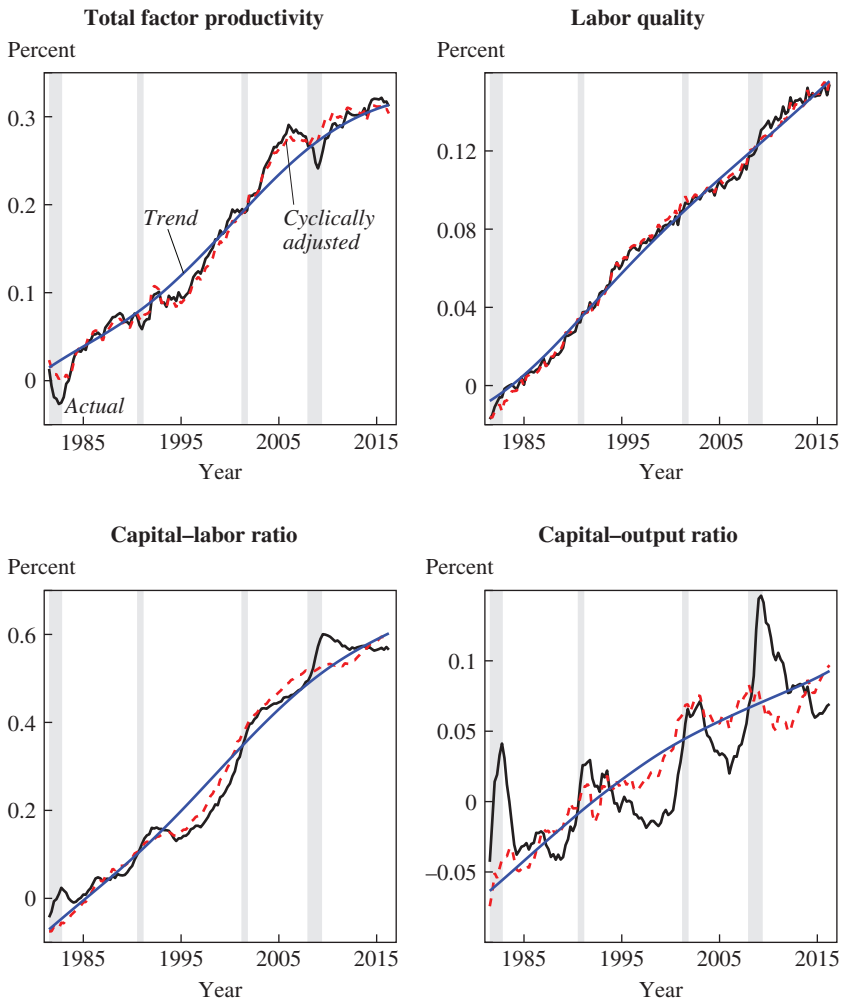 Total factor productivity
Percent
0.3
0.2
0.1
0
Trend
Cyclically
adjusted
Actual
1985 1995 2005 2015
Year
Labor quality
Percent
0.12
0.08
0.04
0
1985 1995 2005 2015
Year
Capital–labor ratio
Percent
0.6
0.4
0.2
0
1985 1995 2005 2015
Year
Capital–output ratio
Percent
0.1
0.05
0
−0.05
1985 1995 2005 2015
Year